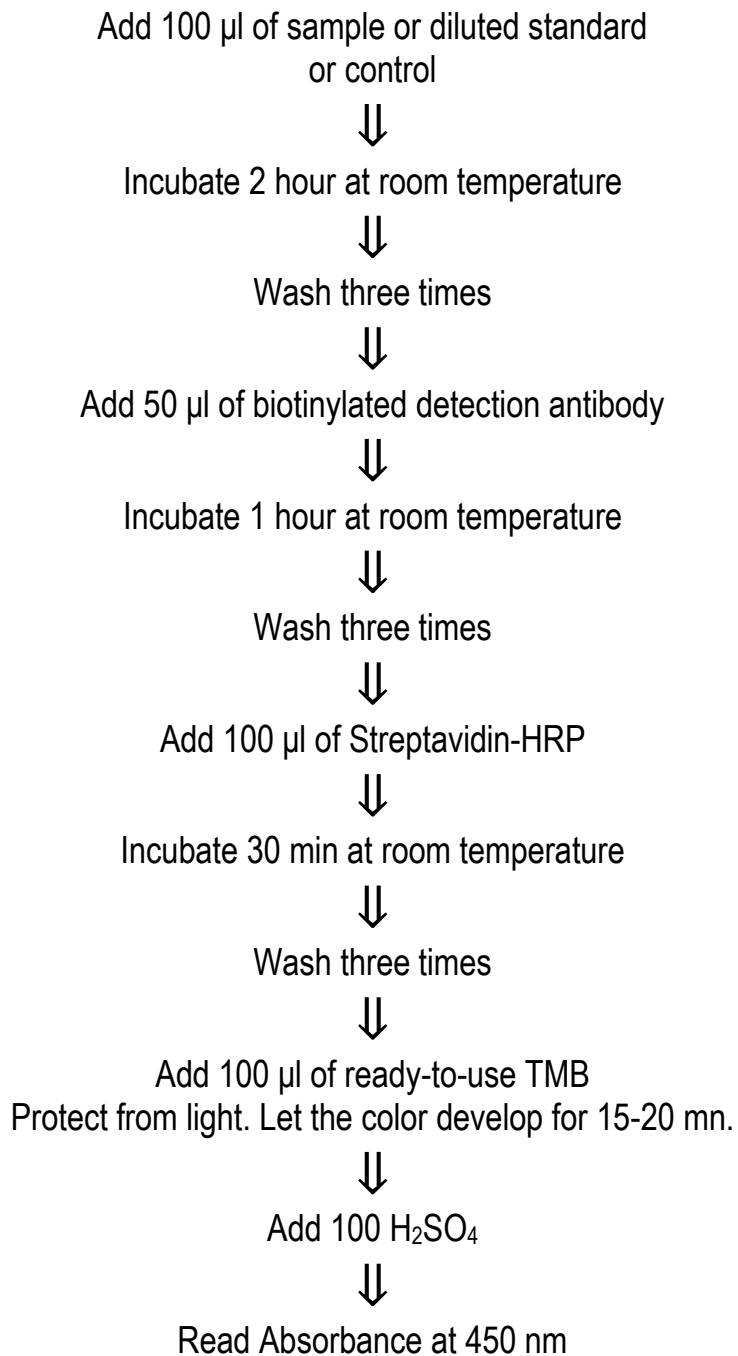 Add 100 µl of sample or diluted standard
or control
⇓
Incubate 2 hour at room temperature
⇓
Wash three times
⇓
Add 50 µl of biotinylated detection antibody
⇓
Incubate 1 hour at room temperature
⇓
Wash three times
⇓
Add 100 µl of Streptavidin-HRP
⇓
Incubate 30 min at room temperature
⇓
Wash three times
⇓
Add 100 µl of ready-to-use TMB
Protect from light. Let the color develop for 15-20 mn.
⇓
Add 100 H₂SO₄
⇓
Read Absorbance at 450 nm